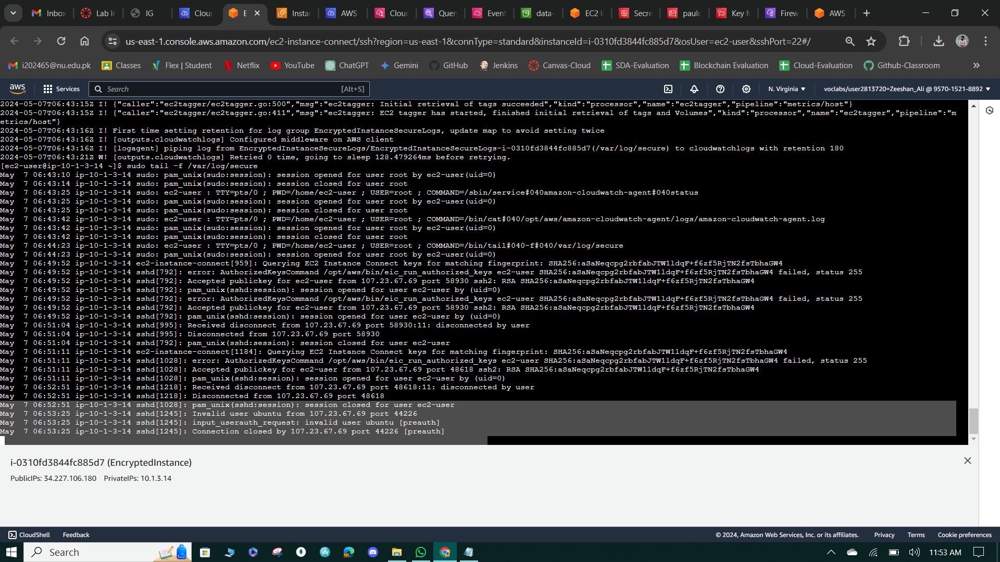 Inbox
Lab In
IG
Cloud
E
Instan
AWS
Cloud
Query
Event
data-
EC2 I
Secre
paulo
Key M
Firew
AWS
us-east-1.console.aws.amazon.com/ec2-instance-connect/ssh?region=us-east-1&connType=standard&instanceId=i-0310fd3844fc885d7&osUser=ec2-user&sshPort=22#/
i202465@nu.edu.pk
Classes
Flex | Student
Netflix
YouTube
ChatGPT
Gemini
GitHub
Jenkins
Canvas-Cloud
SDA-Evaluation
Blockchain Evaluation
Cloud-Evaluation
Github-Classroom
aws
Services
Search
[Alt+S]
N. Virginia
voclabs/user2813720=Zeeshan_Ali @ 9570-1521-8892
2024-05-07T06:43:15Z I! {"caller":"ec2tagger/ec2tagger.go:500","msg":"ec2tagger: Initial retrieval of tags succeeded","kind":"processor","name":"ec2tagger","pipeline":"metrics/host"}
2024-05-07T06:43:15Z I! {"caller":"ec2tagger/ec2tagger.go:411","msg":"ec2tagger: EC2 tagger has started, finished initial retrieval of tags and Volumes","kind":"processor","name":"ec2tagger","pipeline":"m
etrics/host"}
2024-05-07T06:43:16Z I! First time setting retention for log group EncryptedInstanceSecureLogs, update map to avoid setting twice
2024-05-07T06:43:16Z I! [outputs.cloudwatchlogs] Configured middleware on AWS client
2024-05-07T06:43:16Z I! [logagent] piping log from EncryptedInstanceSecureLogs/EncryptedInstanceSecureLogs-i-0310fd3844fc885d7(/var/log/secure) to cloudwatchlogs with retention 180
2024-05-07T06:43:21Z W! [outputs.cloudwatchlogs] Retried 0 time, going to sleep 128.479264ms before retrying.
[ec2-user@ip-10-1-3-14 ~]$ sudo tail -f /var/log/secure
May  7 06:43:10 ip-10-1-3-14 sudo: pam_unix(sudo:session): session opened for user root by ec2-user(uid=0)
May  7 06:43:14 ip-10-1-3-14 sudo: pam_unix(sudo:session): session closed for user root
May  7 06:43:25 ip-10-1-3-14 sudo: ec2-user : TTY=pts/0 ; PWD=/home/ec2-user ; USER=root ; COMMAND=/sbin/service#040amazon-cloudwatch-agent#040status
May  7 06:43:25 ip-10-1-3-14 sudo: pam_unix(sudo:session): session opened for user root by ec2-user(uid=0)
May  7 06:43:25 ip-10-1-3-14 sudo: pam_unix(sudo:session): session closed for user root
May  7 06:43:42 ip-10-1-3-14 sudo: ec2-user : TTY=pts/0 ; PWD=/home/ec2-user ; USER=root ; COMMAND=/bin/cat#040/opt/aws/amazon-cloudwatch-agent/logs/amazon-cloudwatch-agent.log
May  7 06:43:42 ip-10-1-3-14 sudo: pam_unix(sudo:session): session opened for user root by ec2-user(uid=0)
May  7 06:43:42 ip-10-1-3-14 sudo: pam_unix(sudo:session): session closed for user root
May  7 06:44:23 ip-10-1-3-14 sudo: ec2-user : TTY=pts/0 ; PWD=/home/ec2-user ; USER=root ; COMMAND=/bin/tail#040-f#040/var/log/secure
May  7 06:44:23 ip-10-1-3-14 sudo: pam_unix(sudo:session): session opened for user root by ec2-user(uid=0)
May  7 06:49:52 ip-10-1-3-14 ec2-instance-connect[959]: Querying EC2 Instance Connect keys for matching fingerprint: SHA256:aSaNeqcpg2rbfabJTW1ldqF+f6zf5RjTN2fsTbhaGW4
May  7 06:49:52 ip-10-1-3-14 sshd[792]: error: AuthorizedKeysCommand /opt/aws/bin/eic_run_authorized_keys ec2-user SHA256:aSaNeqcpg2rbfabJTW1ldqF+f6zf5RjTN2fsTbhaGW4 failed, status 255
May  7 06:49:52 ip-10-1-3-14 sshd[792]: Accepted publickey for ec2-user from 107.23.67.69 port 58930 ssh2: RSA SHA256:aSaNeqcpg2rbfabJTW1ldqF+f6zf5RjTN2fsTbhaGW4
May  7 06:49:52 ip-10-1-3-14 sshd[792]: pam_unix(sshd:session): session opened for user ec2-user by (uid=0)
May  7 06:49:52 ip-10-1-3-14 sshd[792]: error: AuthorizedKeysCommand /opt/aws/bin/eic_run_authorized_keys ec2-user SHA256:aSaNeqcpg2rbfabJTW1ldqF+f6zf5RjTN2fsTbhaGW4 failed, status 255
May  7 06:49:52 ip-10-1-3-14 sshd[792]: Accepted publickey for ec2-user from 107.23.67.69 port 58930 ssh2: RSA SHA256:aSaNeqcpg2rbfabJTW1ldqF+f6zf5RjTN2fsTbhaGW4
May  7 06:49:52 ip-10-1-3-14 sshd[792]: pam_unix(sshd:session): session opened for user ec2-user by (uid=0)
May  7 06:51:04 ip-10-1-3-14 sshd[995]: Received disconnect from 107.23.67.69 port 58930:11: disconnected by user
May  7 06:51:04 ip-10-1-3-14 sshd[995]: Disconnected from 107.23.67.69 port 58930
May  7 06:51:04 ip-10-1-3-14 sshd[792]: pam_unix(sshd:session): session closed for user ec2-user
May  7 06:51:11 ip-10-1-3-14 ec2-instance-connect[1184]: Querying EC2 Instance Connect keys for matching fingerprint: SHA256:aSaNeqcpg2rbfabJTW1ldqF+f6zf5RjTN2fsTbhaGW4
May  7 06:51:11 ip-10-1-3-14 sshd[1028]: error: AuthorizedKeysCommand /opt/aws/bin/eic_run_authorized_keys ec2-user SHA256:aSaNeqcpg2rbfabJTW1ldqF+f6zf5RjTN2fsTbhaGW4 failed, status 255
May  7 06:51:11 ip-10-1-3-14 sshd[1028]: Accepted publickey for ec2-user from 107.23.67.69 port 48618 ssh2: RSA SHA256:aSaNeqcpg2rbfabJTW1ldqF+f6zf5RjTN2fsTbhaGW4
May  7 06:51:11 ip-10-1-3-14 sshd[1028]: pam_unix(sshd:session): session opened for user ec2-user by (uid=0)
May  7 06:52:51 ip-10-1-3-14 sshd[1218]: Received disconnect from 107.23.67.69 port 48618:11: disconnected by user
May  7 06:52:51 ip-10-1-3-14 sshd[1218]: Disconnected from 107.23.67.69 port 48618
May  7 06:52:51 ip-10-1-3-14 sshd[1028]: pam_unix(sshd:session): session closed for user ec2-user
May  7 06:53:25 ip-10-1-3-14 sshd[1245]: Invalid user ubuntu from 107.23.67.69 port 44226
May  7 06:53:25 ip-10-1-3-14 sshd[1245]: input_userauth_request: invalid user ubuntu [preauth]
May  7 06:53:25 ip-10-1-3-14 sshd[1245]: Connection closed by 107.23.67.69 port 44226 [preauth]
i-0310fd3844fc885d7 (EncryptedInstance)
PublicIPs: 34.227.106.180
PrivateIPs: 10.1.3.14
CloudShell
Feedback
© 2024, Amazon Web Services, Inc. or its affiliates.
Privacy
Terms
Cookie preferences
Search
11:53 AM